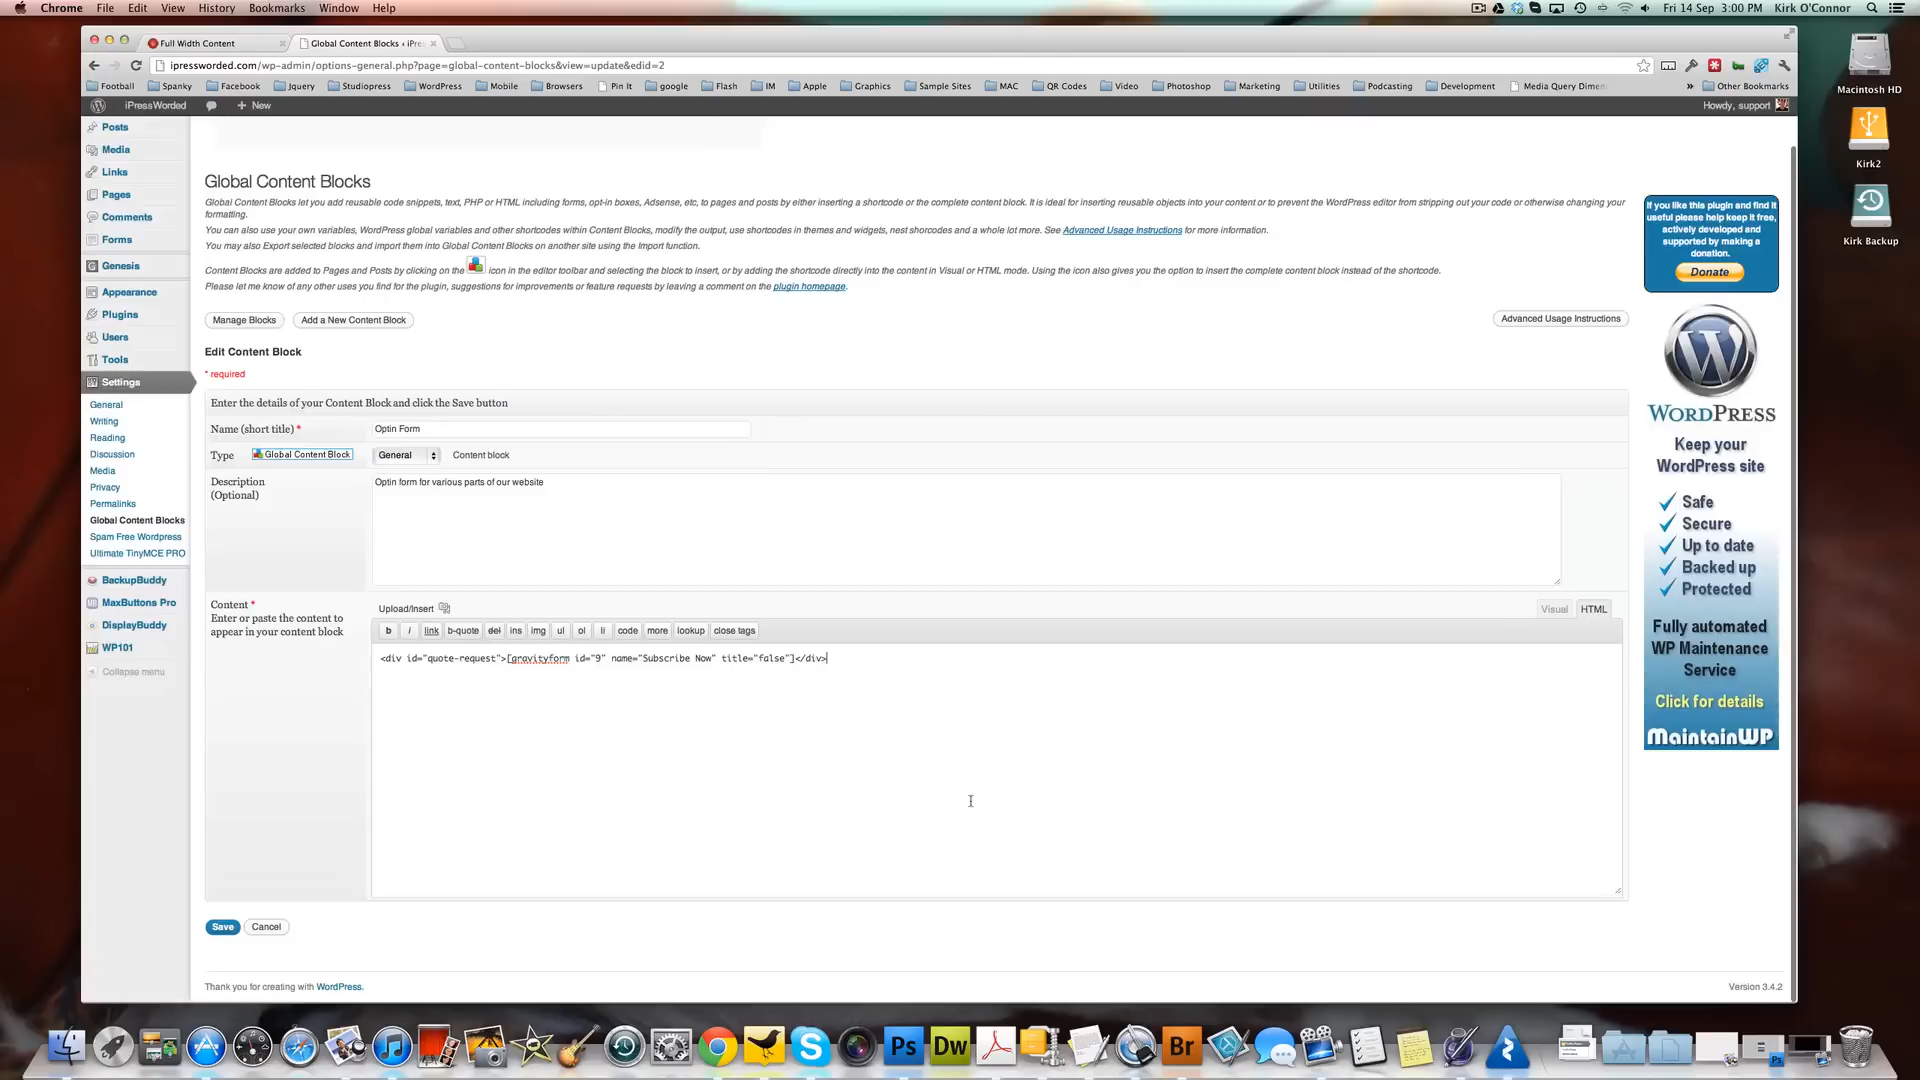 Chrome File Edit View History Bookmarks Window Help
Fri 14 Sep 3:00 PM Kirk O'Connor
Full Width Content
Global Content Blocks ‹ iPres
ipressworded.com/wp-admin/options-general.php?page=global-content-blocks&view=update&edid=2
Football Spanky Facebook Jquery Studiopress WordPress Mobile Browsers Pin It google Flash IM Apple Graphics Sample Sites MAC QR Codes Video Photoshop Marketing Utilities Podcasting Development Media Query Dimen » Other Bookmarks
iPressWorded + New
Howdy, support
Posts
Media
Links
Pages
Comments
Forms
Genesis
Appearance
Plugins
Users
Tools
Settings
General
Writing
Reading
Discussion
Media
Privacy
Permalinks
Global Content Blocks
Spam Free Wordpress
Ultimate TinyMCE PRO
BackupBuddy
MaxButtons Pro
DisplayBuddy
WP101
Collapse menu
Global Content Blocks
Global Content Blocks let you add reusable code snippets, text, PHP or HTML including forms, opt-in boxes, Adsense, etc, to pages and posts by either inserting a shortcode or the complete content block. It is ideal for inserting reusable objects into your content or to prevent the WordPress editor from stripping out your code or otherwise changing your
formatting.
You can also use your own variables, WordPress global variables and other shortcodes within Content Blocks, modify the output, use shortcodes in themes and widgets, nest shorcodes and a whole lot more. See Advanced Usage Instructions for more information.
You may also Export selected blocks and import them into Global Content Blocks on another site using the Import function.
Content Blocks are added to Pages and Posts by clicking on the icon in the editor toolbar and selecting the block to insert, or by adding the shortcode directly into the content in Visual or HTML mode. Using the icon also gives you the option to insert the complete content block instead of the shortcode.
Please let me know of any other uses you find for the plugin, suggestions for improvements or feature requests by leaving a comment on the plugin homepage.
Manage Blocks Add a New Content Block
Advanced Usage Instructions
Edit Content Block
* required
Enter the details of your Content Block and click the Save button
Name (short title) * Optin Form
Type Global Content Block General Content block
Description
(Optional)
Optin form for various parts of our website
Content *
Enter or paste the content to
appear in your content block
Upload/Insert
Visual HTML
b i link b-quote del ins img ul ol li code more lookup close tags
<div id="quote-request">[gravityform id="9" name="Subscribe Now" title="false"]</div>
Save Cancel
Thank you for creating with WordPress.
Version 3.4.2
If you like this plugin and find it
useful please help keep it free,
actively developed and
supported by making a
donation.
Donate
WORDPRESS
Keep your
WordPress site
Safe
Secure
Up to date
Backed up
Protected
Fully automated
WP Maintenance
Service
Click for details
MaintainWP
Macintosh HD
Kirk2
Kirk Backup
Ps
Dw
Br